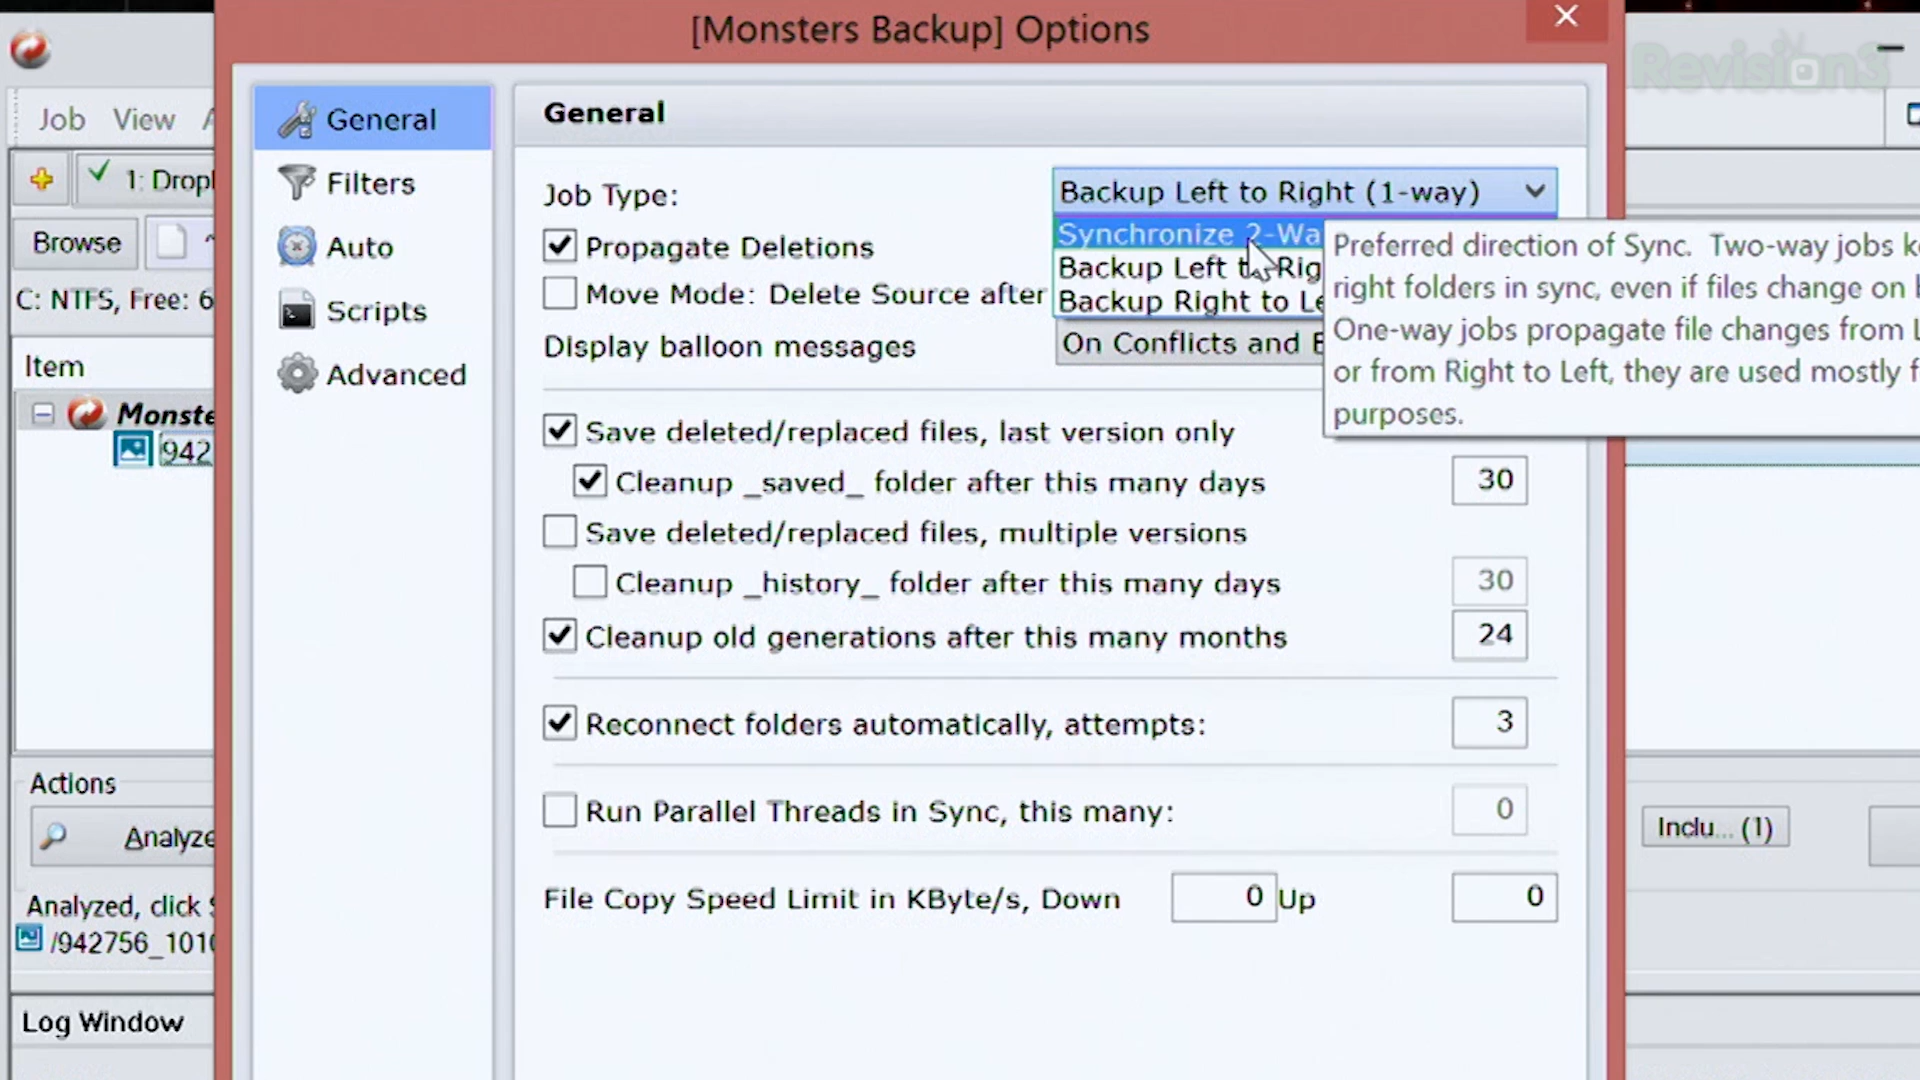 [Monsters Backup] Options
Revision3
Job View
General
Filters
Auto
Scripts
Advanced
General
Job Type:
Backup Left to Right (1-way)
Synchronize 2-Wa
Backup Left t Rig
Backup Right to Le
Preferred direction of Sync. Two-way jobs ke
right folders in sync, even if files change on b
One-way jobs propagate file changes from L
or from Right to Left, they are used mostly f
purposes.
Propagate Deletions
Move Mode: Delete Source after
Display balloon messages
On Conflicts and E
Save deleted/replaced files, last version only
Cleanup _saved_ folder after this many days 30
Save deleted/replaced files, multiple versions
Cleanup _history_ folder after this many days 30
Cleanup old generations after this many months 24
Reconnect folders automatically, attempts: 3
Run Parallel Threads in Sync, this many: 0
File Copy Speed Limit in KByte/s, Down 0 Up 0
1: Drop
Browse
C: NTFS, Free: 6
Item
Monste
942
Actions
Analyze
Analyzed, click S
/942756_1010
Log Window
Inclu... (1)